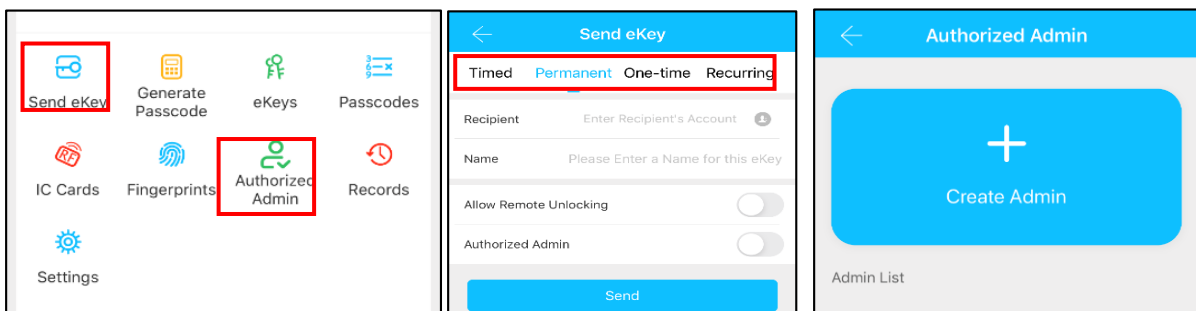 Send eKey
Generate
Passcode
eKeys
Passcodes
IC Cards
Fingerprints
Authorized
Admin
Records
Settings
Send eKey
Timed Permanent One-time Recurring
Recipient Enter Recipient's Account
Name Please Enter a Name for this eKey
Allow Remote Unlocking
Authorized Admin
Send
Authorized Admin
Create Admin
Admin List